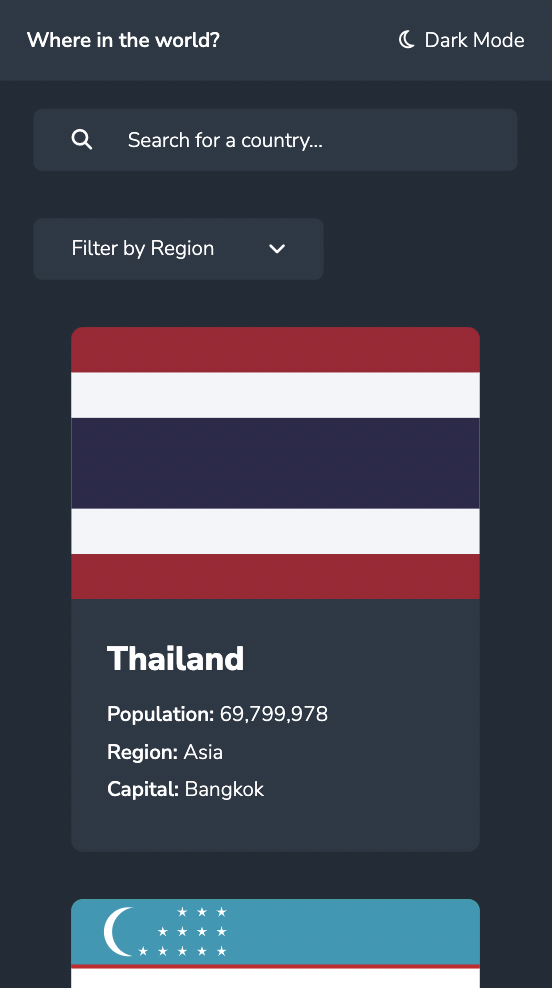 Where in the world?
Dark Mode
Search for a country...
Filter by Region
Thailand
Population: 69,799,978
Region: Asia
Capital: Bangkok